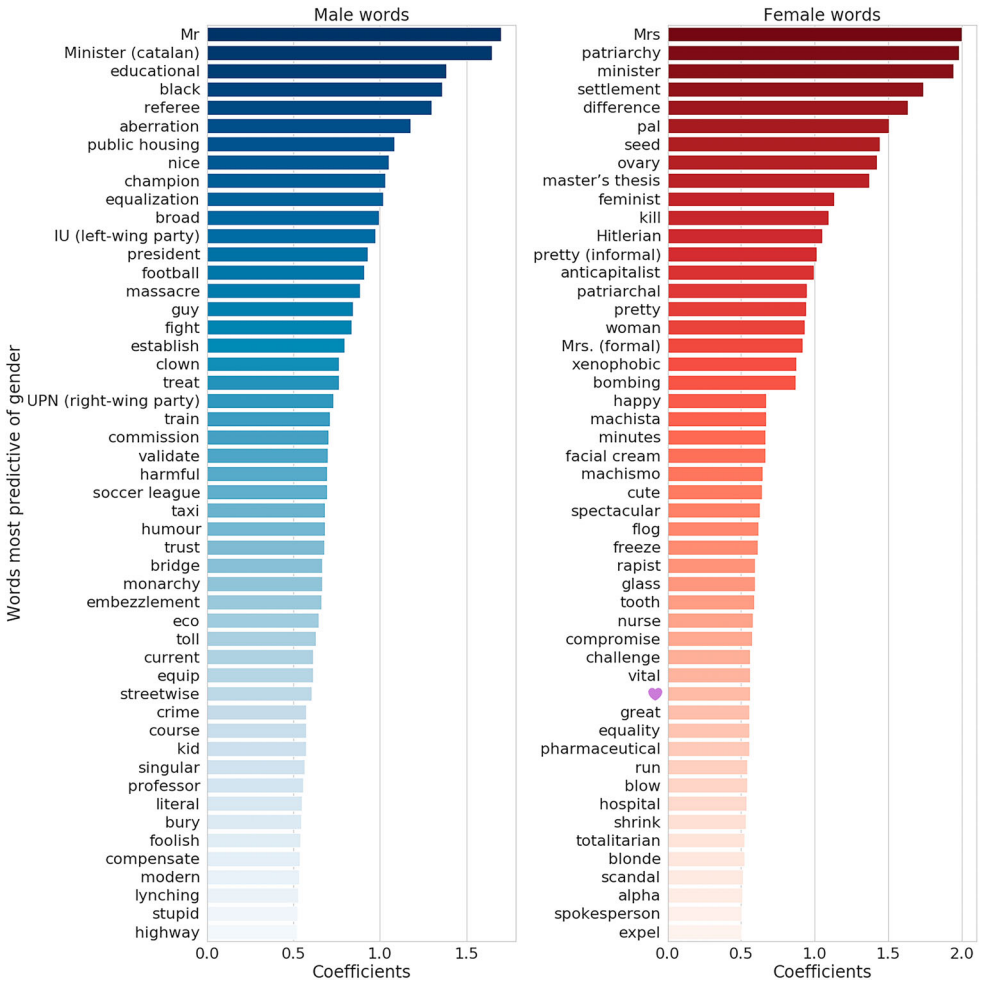 Male words
Mr
Minister (catalan)
educational
black
referee
aberration
public housing
nice
champion
equalization
broad
IU (left-wing party)
president
football
massacre
guy
fight
establish
clown
treat
UPN (right-wing party)
train
commission
validate
harmful
soccer league
taxi
humour
trust
bridge
monarchy
embezzlement
eco
toll
current
equip
streetwise
crime
course
kid
singular
professor
literal
bury
foolish
compensate
modern
lynching
stupid
highway
0.0 0.5 1.0 1.5
Coefficients
Words most predictive of gender
Female words
Mrs
patriarchy
minister
settlement
difference
pal
seed
ovary
master’s thesis
feminist
kill
Hitlerian
pretty (informal)
anticapitalist
patriarchal
pretty
woman
Mrs. (formal)
xenophobic
bombing
happy
machista
minutes
facial cream
machismo
cute
spectacular
flog
freeze
rapist
glass
tooth
nurse
compromise
challenge
vital
💜
great
equality
pharmaceutical
run
blow
hospital
shrink
totalitarian
blonde
scandal
alpha
spokesperson
expel
0.0 0.5 1.0 1.5 2.0
Coefficients